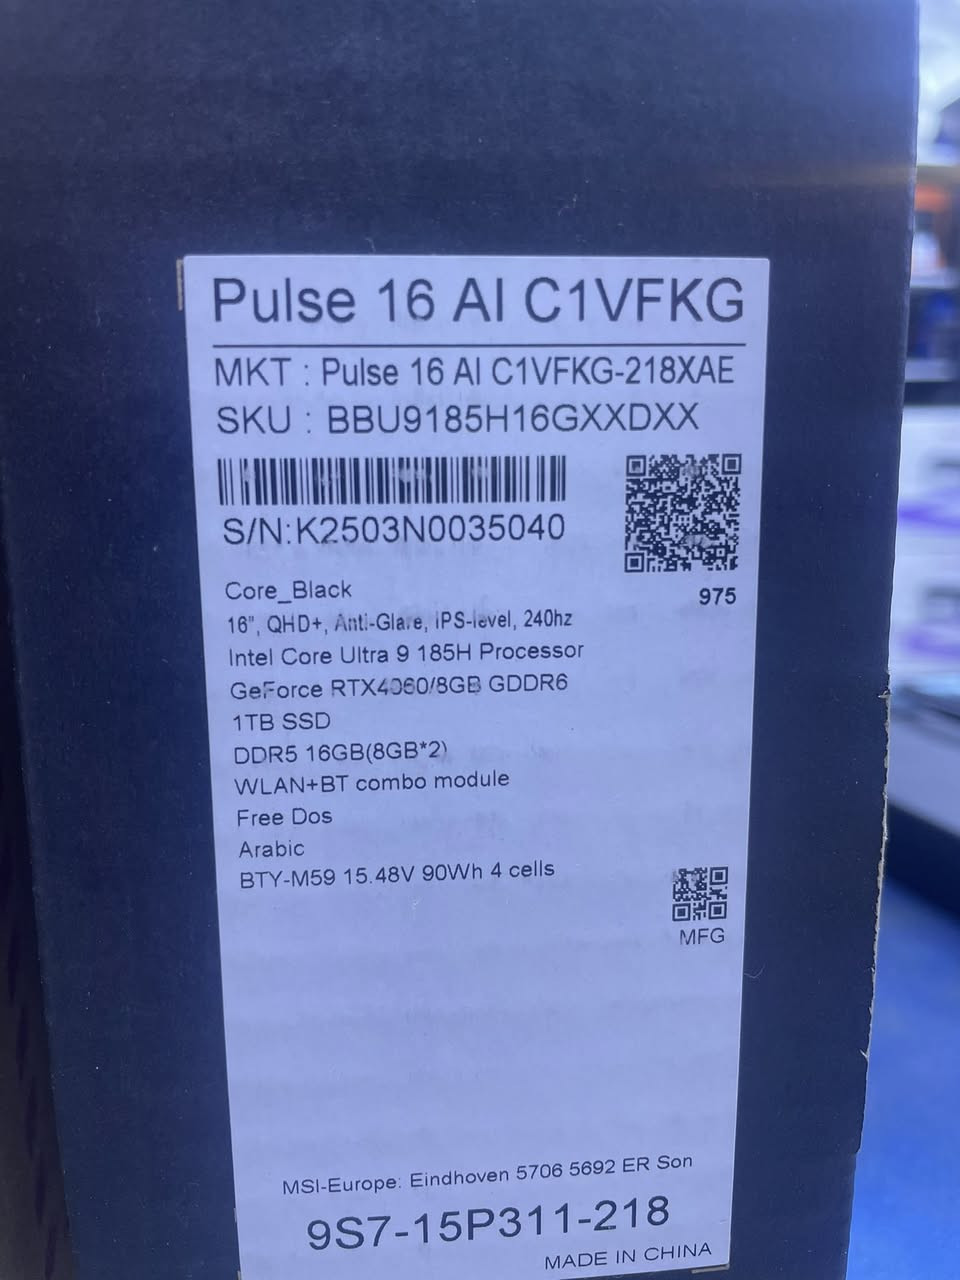 Pulse 16 AI C1VFKG
MKT : Pulse 16 AI C1VFKG-218XAE
SKU : BBU9185H16GXXDXX
S/N:K2503N0035040
975
Core_Black
16", QHD+, Anti-Glare, iPS-level, 240hz
Intel Core Ultra 9 185H Processor
GeForce RTX4060/8GB GDDR6
1TB SSD
DDR5 16GB(8GB*2)
WLAN+BT combo module
Free Dos
Arabic
BTY-M59 15.48V 90Wh 4 cells
MFG
MSI-Europe: Eindhoven 5706 5692 ER Son
9S7-15P311-218
MADE IN CHINA